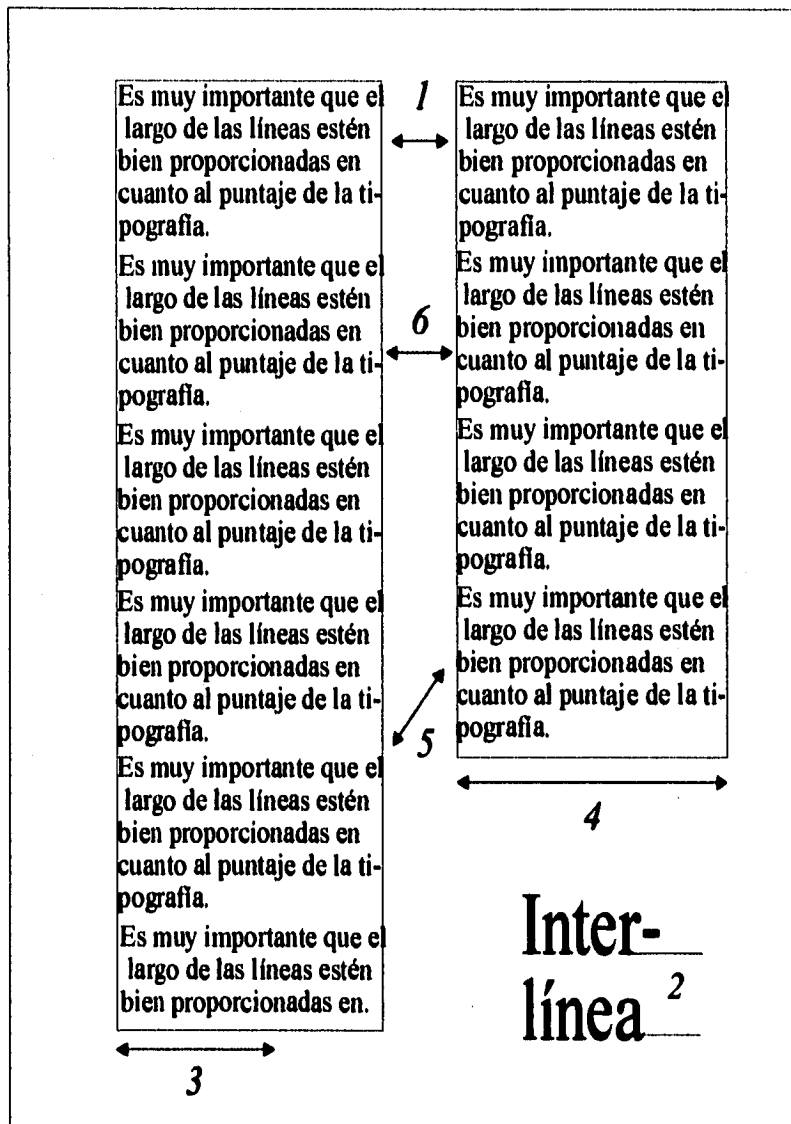 Es muy importante que el
largo de las líneas estén
bien proporcionadas en
cuanto al puntaje de la ti-
pografía.
Es muy importante que el
largo de las líneas estén
bien proporcionadas en
cuanto al puntaje de la ti-
pografía.
Es muy importante que el
largo de las líneas estén
bien proporcionadas en
cuanto al puntaje de la ti-
pografía.
Es muy importante que el
largo de las líneas estén
bien proporcionadas en
cuanto al puntaje de la ti-
pografía.
Es muy importante que el
largo de las líneas estén
bien proporcionadas en
cuanto al puntaje de la ti-
pografía.
Es muy importante que el
largo de las líneas estén
bien proporcionadas en.
3
1
6
5
Es muy importante que el
largo de las líneas estén
bien proporcionadas en
cuanto al puntaje de la ti-
pografía.
Es muy importante que el
largo de las líneas estén
bien proporcionadas en
cuanto al puntaje de la ti-
pografía.
Es muy importante que el
largo de las líneas estén
bien proporcionadas en
cuanto al puntaje de la ti-
pografía.
Es muy importante que el
largo de las líneas estén
bien proporcionadas en
cuanto al puntaje de la ti-
pografía.
4
Inter-
línea 2